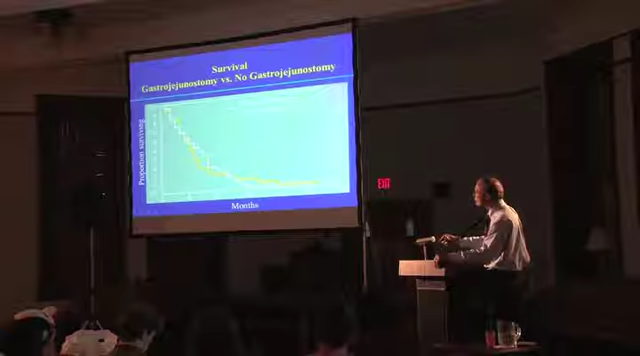 Survival
Gastrojejunostomy vs. No Gastrojejunostomy
Proportion surviving
Months
EXIT